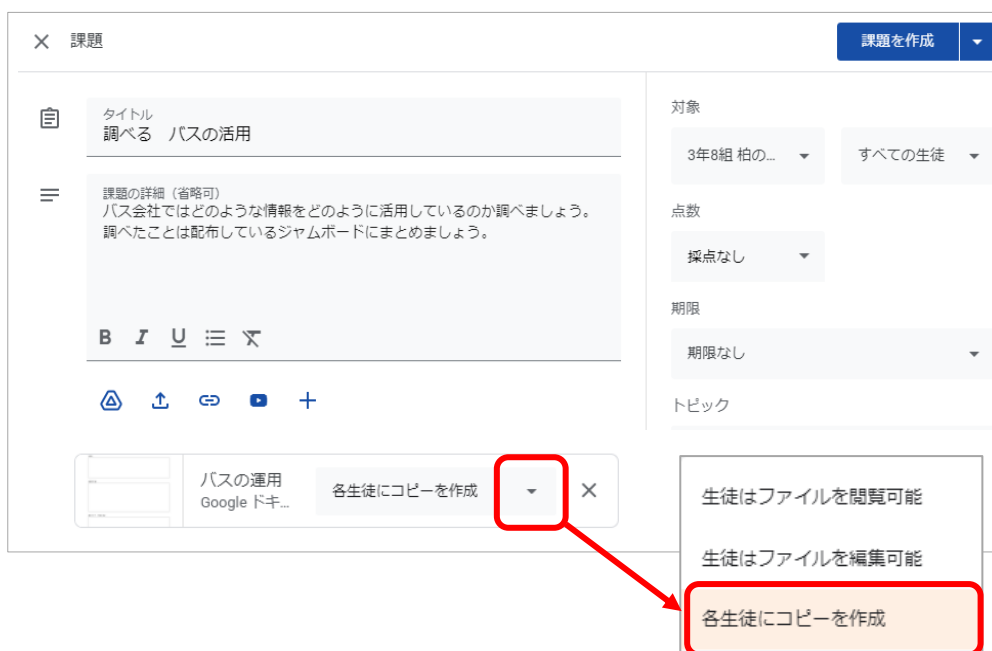 課題
課題を作成
タイトル
調べる　バスの活用
課題の詳細（省略可）
バス会社ではどのような情報をどのように活用しているのか調べましょう。
調べたことは配布しているジャムボードにまとめましょう。
B I U
対象
3年8組 柏の...
すべての生徒
点数
採点なし
期限
期限なし
トピック
バスの運用
Google ドキ...
各生徒にコピーを作成
生徒はファイルを閲覧可能
生徒はファイルを編集可能
各生徒にコピーを作成